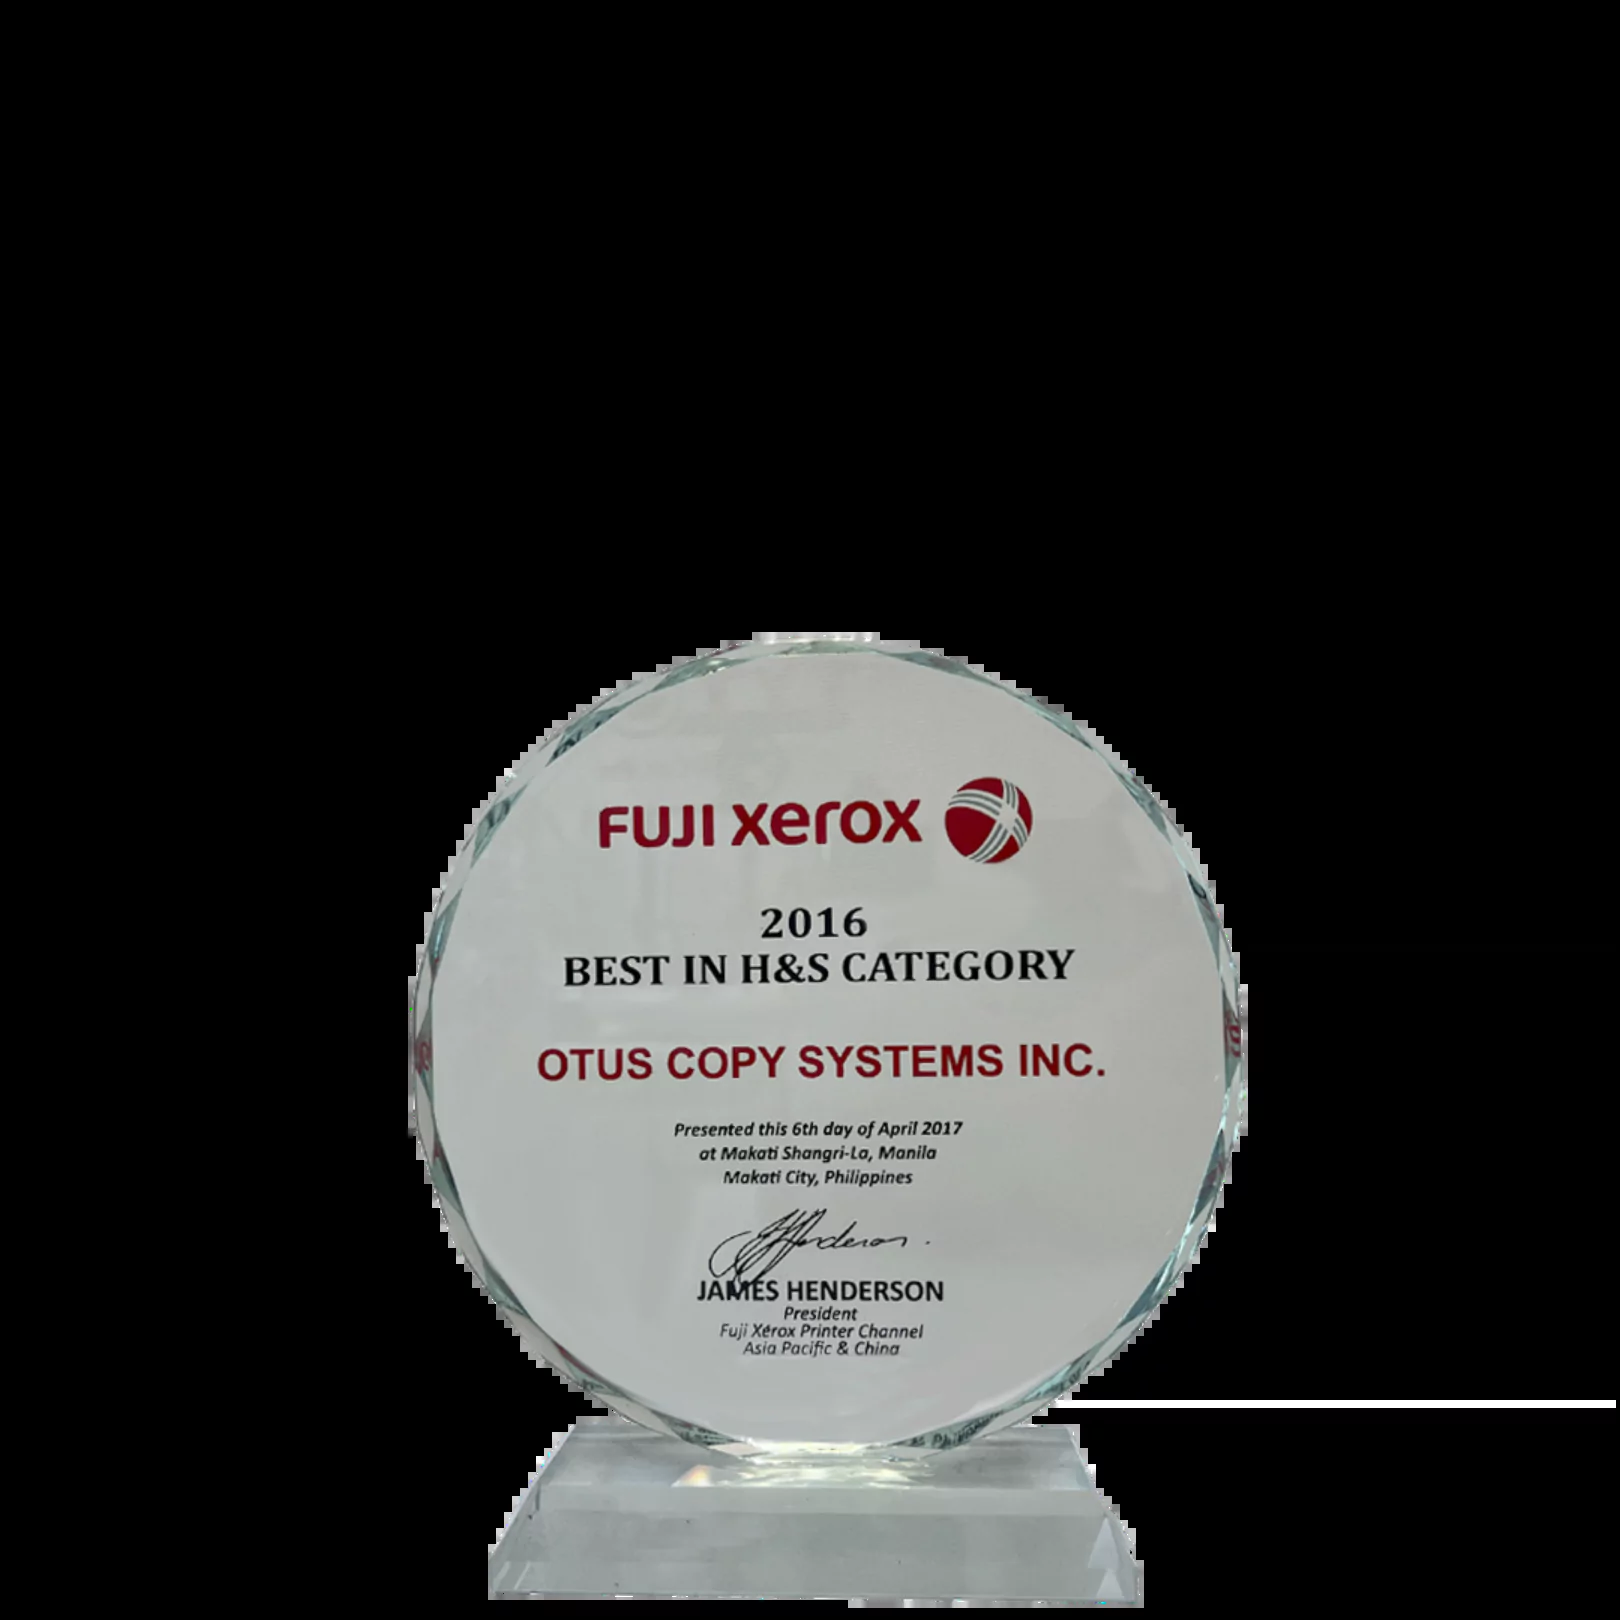 FUJI xerox
2016
BEST IN H&S CATEGORY
OTUS COPY SYSTEMS INC.
Presented this 6th day of April 2017
at Makati Shangri-La, Manila
Makati City, Philippines
JAMES HENDERSON
President
Fuji Xerox Printer Channel
Asia Pacific & China